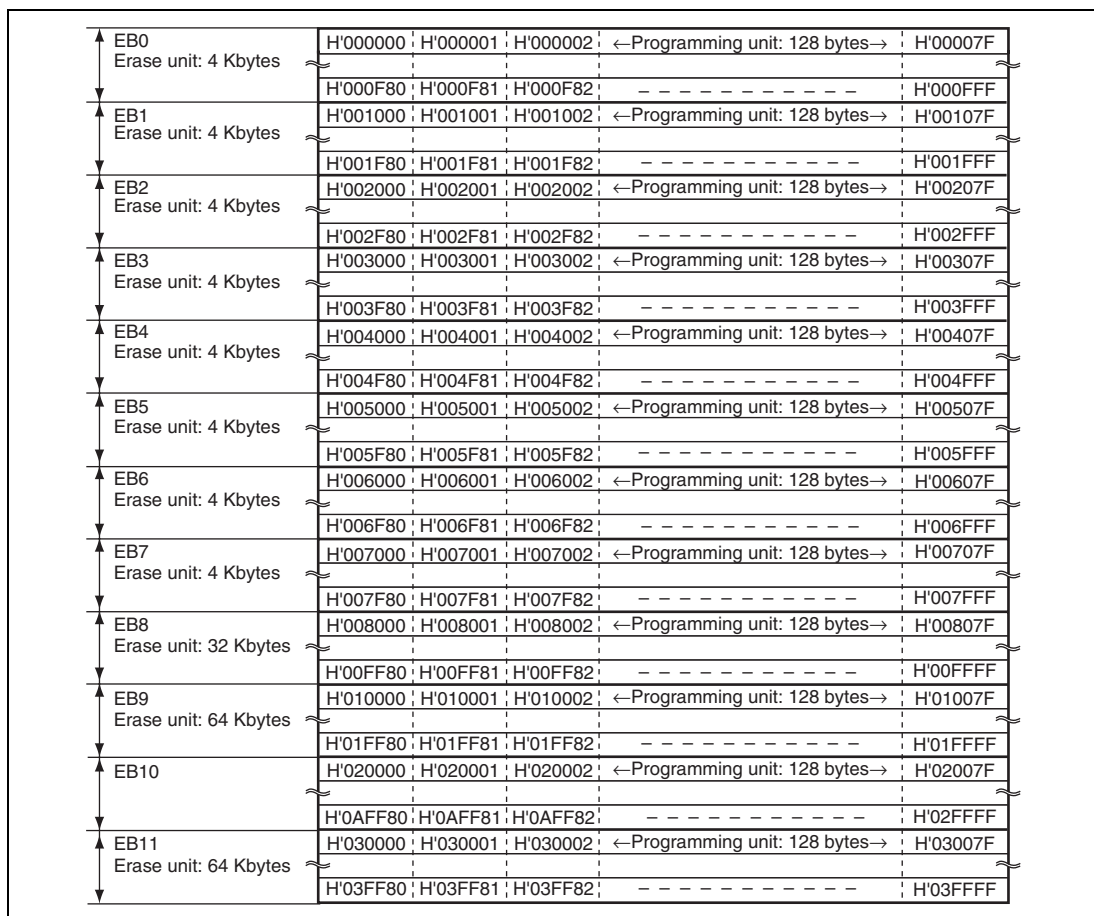 EB0 H'000000 H'000001 H'000002 ←Programming unit: 128 bytes→ H'00007F
Erase unit: 4 Kbytes
H'000F80 H'000F81 H'000F82 – – – – – – – – – – – H'000FFF
EB1 H'001000 H'001001 H'001002 ←Programming unit: 128 bytes→ H'00107F
Erase unit: 4 Kbytes
H'001F80 H'001F81 H'001F82 – – – – – – – – – – – H'001FFF
EB2 H'002000 H'002001 H'002002 ←Programming unit: 128 bytes→ H'00207F
Erase unit: 4 Kbytes
H'002F80 H'002F81 H'002F82 – – – – – – – – – – – H'002FFF
EB3 H'003000 H'003001 H'003002 ←Programming unit: 128 bytes→ H'00307F
Erase unit: 4 Kbytes
H'003F80 H'003F81 H'003F82 – – – – – – – – – – – H'003FFF
EB4 H'004000 H'004001 H'004002 ←Programming unit: 128 bytes→ H'00407F
Erase unit: 4 Kbytes
H'004F80 H'004F81 H'004F82 – – – – – – – – – – – H'004FFF
EB5 H'005000 H'005001 H'005002 ←Programming unit: 128 bytes→ H'00507F
Erase unit: 4 Kbytes
H'005F80 H'005F81 H'005F82 – – – – – – – – – – – H'005FFF
EB6 H'006000 H'006001 H'006002 ←Programming unit: 128 bytes→ H'00607F
Erase unit: 4 Kbytes
H'006F80 H'006F81 H'006F82 – – – – – – – – – – – H'006FFF
EB7 H'007000 H'007001 H'007002 ←Programming unit: 128 bytes→ H'00707F
Erase unit: 4 Kbytes
H'007F80 H'007F81 H'007F82 – – – – – – – – – – – H'007FFF
EB8 H'008000 H'008001 H'008002 ←Programming unit: 128 bytes→ H'00807F
Erase unit: 32 Kbytes
H'00FF80 H'00FF81 H'00FF82 – – – – – – – – – – – H'00FFFF
EB9 H'010000 H'010001 H'010002 ←Programming unit: 128 bytes→ H'01007F
Erase unit: 64 Kbytes
H'01FF80 H'01FF81 H'01FF82 – – – – – – – – – – – H'01FFFF
EB10 H'020000 H'020001 H'020002 ←Programming unit: 128 bytes→ H'02007F
H'0AFF80 H'0AFF81 H'0AFF82 – – – – – – – – – – – H'02FFFF
EB11 H'030000 H'030001 H'030002 ←Programming unit: 128 bytes→ H'03007F
Erase unit: 64 Kbytes
H'03FF80 H'03FF81 H'03FF82 – – – – – – – – – – – H'03FFFF